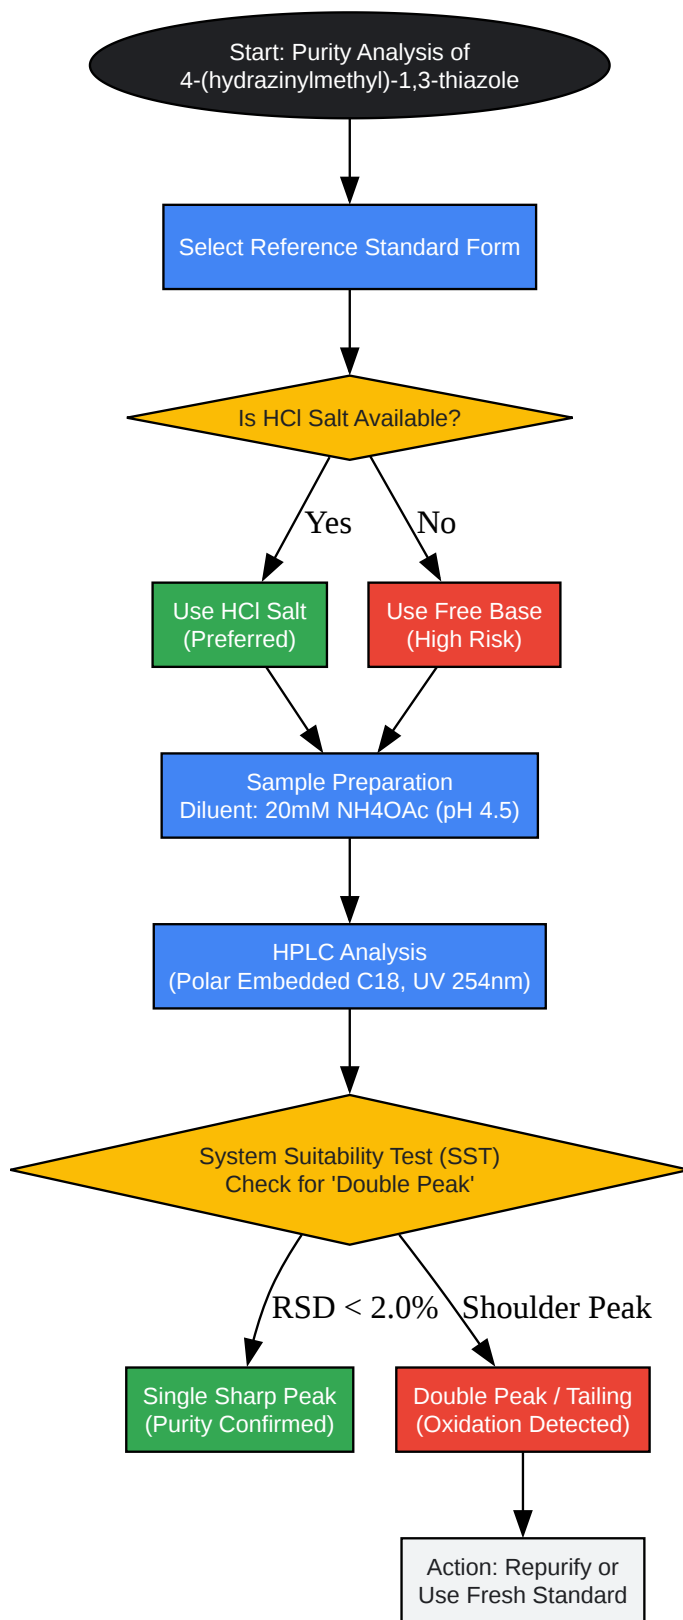 Start: Purity Analysis of
4-(hydrazinylmethyl)-1,3-thiazole
Select Reference Standard Form
Is HCl Salt Available?
Yes
No
Use HCl Salt
(Preferred)
Use Free Base
(High Risk)
Sample Preparation
Diluent: 20mM NH4OAc (pH 4.5)
HPLC Analysis
(Polar Embedded C18, UV 254nm)
System Suitability Test (SST)
Check for 'Double Peak'
RSD < 2.0%
Shoulder Peak
Single Sharp Peak
(Purity Confirmed)
Double Peak / Tailing
(Oxidation Detected)
Action: Repurify or
Use Fresh Standard